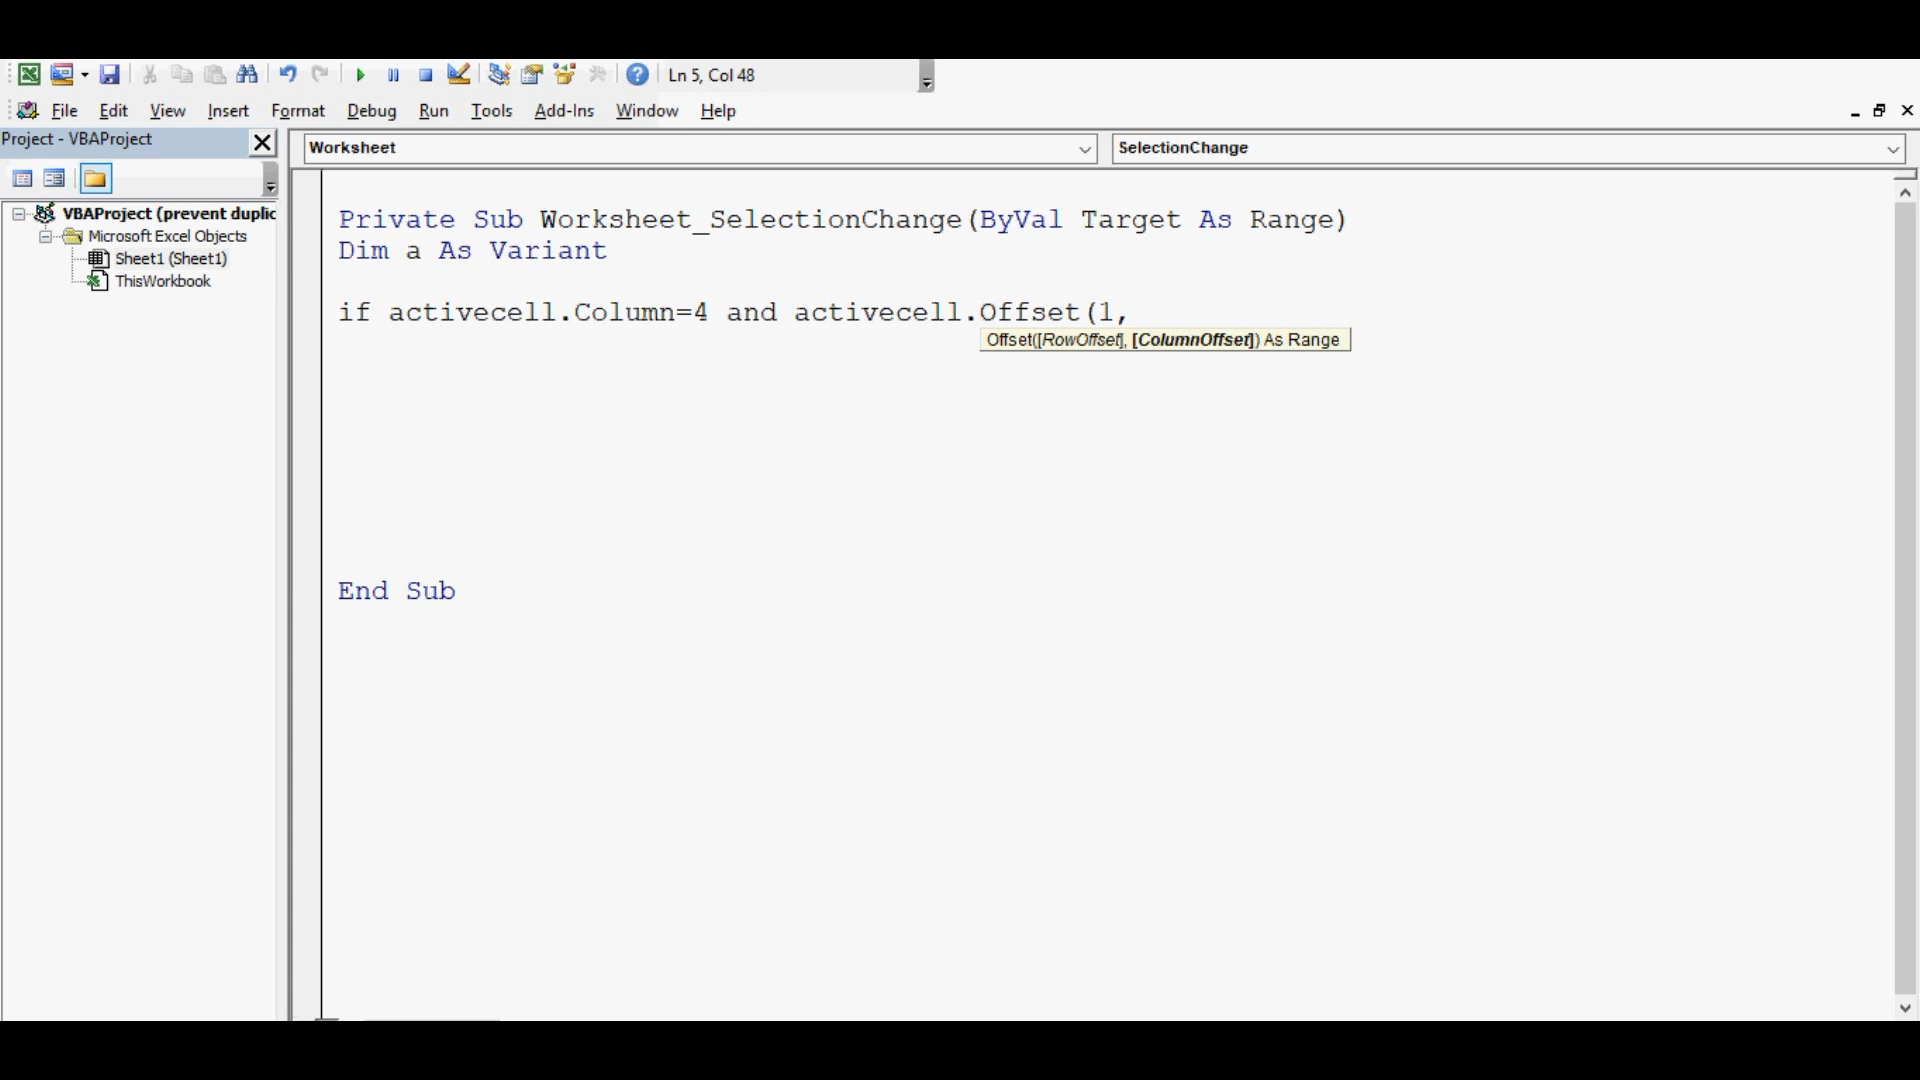 Ln 5, Col 48
File Edit View Insert Format Debug Run Tools Add-Ins Window Help
Project - VBAProject
Worksheet
SelectionChange
VBAProject (prevent duplic
Microsoft Excel Objects
Sheet1 (Sheet1)
ThisWorkbook
Private Sub Worksheet_SelectionChange(ByVal Target As Range)
Dim a As Variant
if activecell.Column=4 and activecell.Offset(1,
Offset([RowOffset], [ColumnOffset]) As Range
End Sub